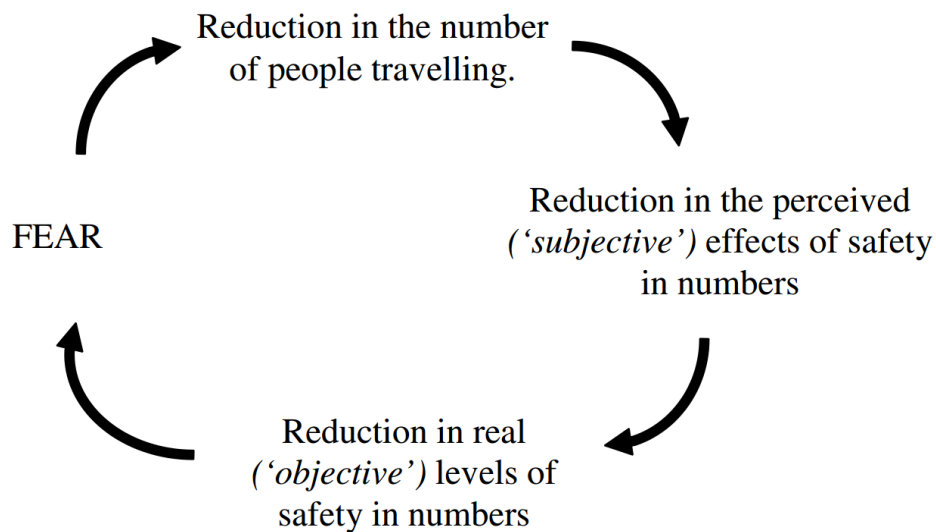 Reduction in the number
of people travelling.
Reduction in the perceived
(‘subjective’) effects of safety
in numbers
Reduction in real
(‘objective’) levels of
safety in numbers
FEAR